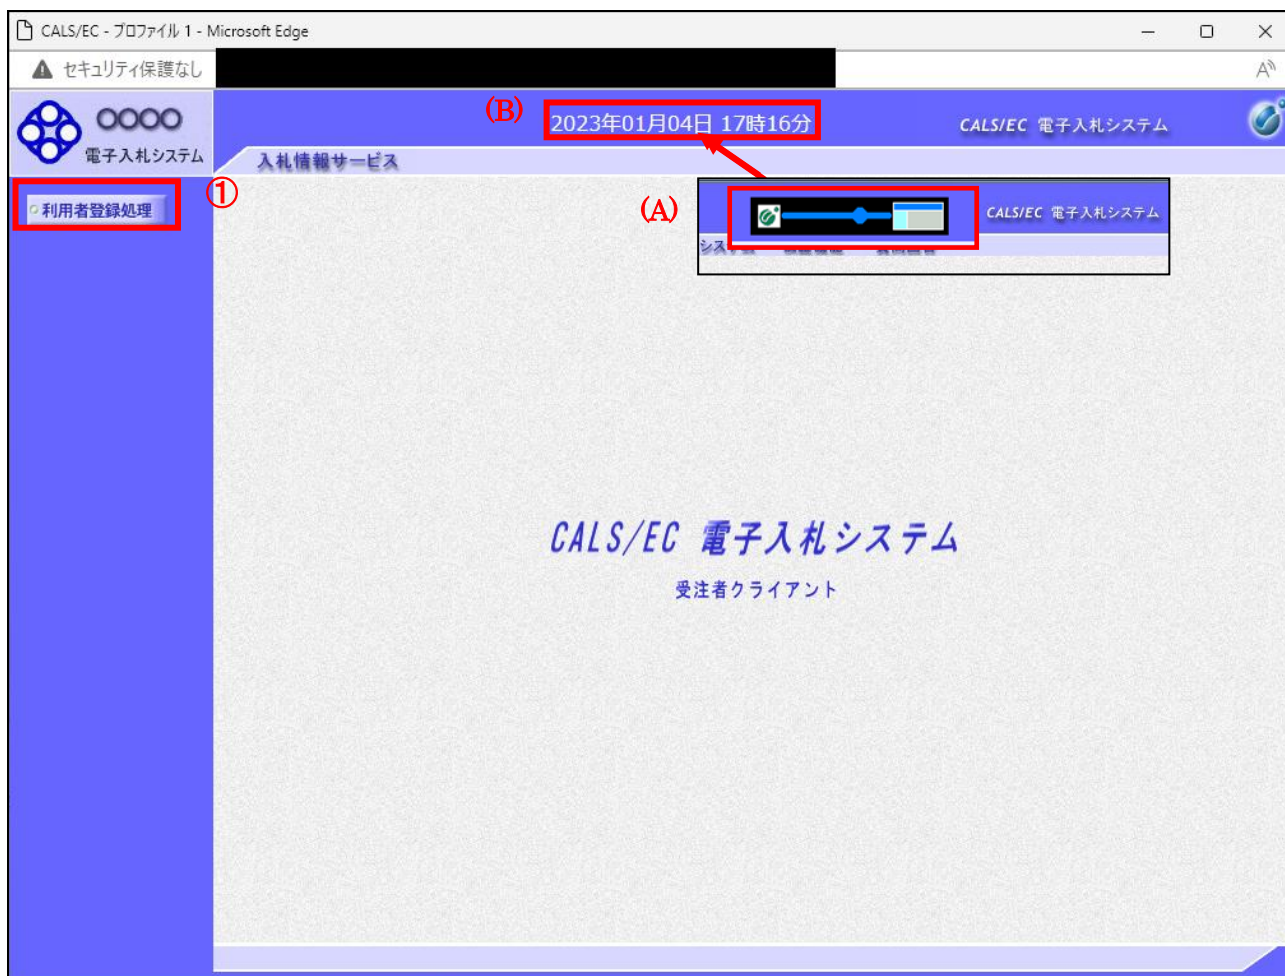 CALS/EC - プロファイル 1 - Microsoft Edge
セキュリティ保護なし
A
〇〇〇〇
電子入札システム
(B)
2023年01月04日 17時16分
CALS/EC 電子入札システム
入札情報サービス
利用者登録処理
①
(A)
CALS/EC 電子入札システム
CALS/EC 電子入札システム
受注者クライアント